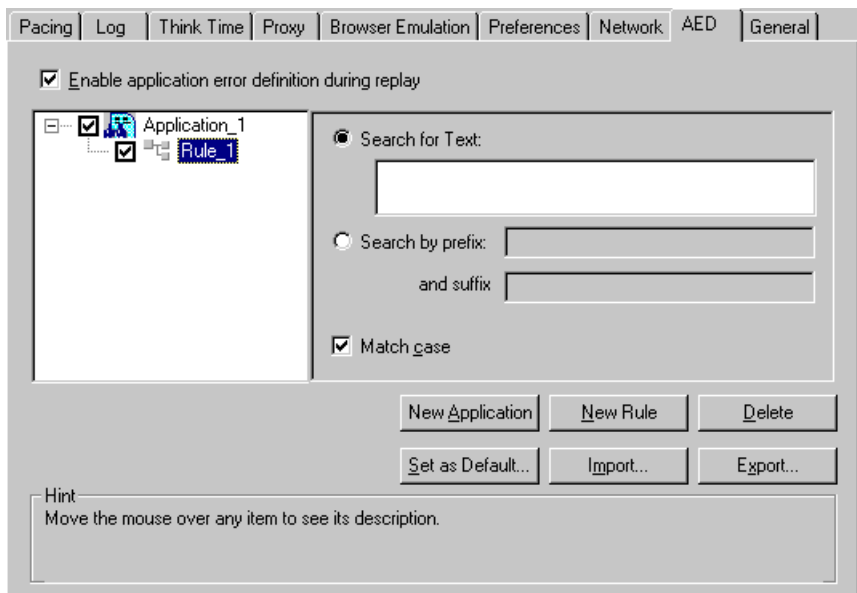 Pacing Log Think Time Proxy Browser Emulation Preferences Network AED General
Enable application error definition during replay
Application_1
Rule_1
Search for Text:
Search by prefix:
and suffix
Match case
New Application New Rule Delete
Set as Default... Import... Export...
Hint
Move the mouse over any item to see its description.